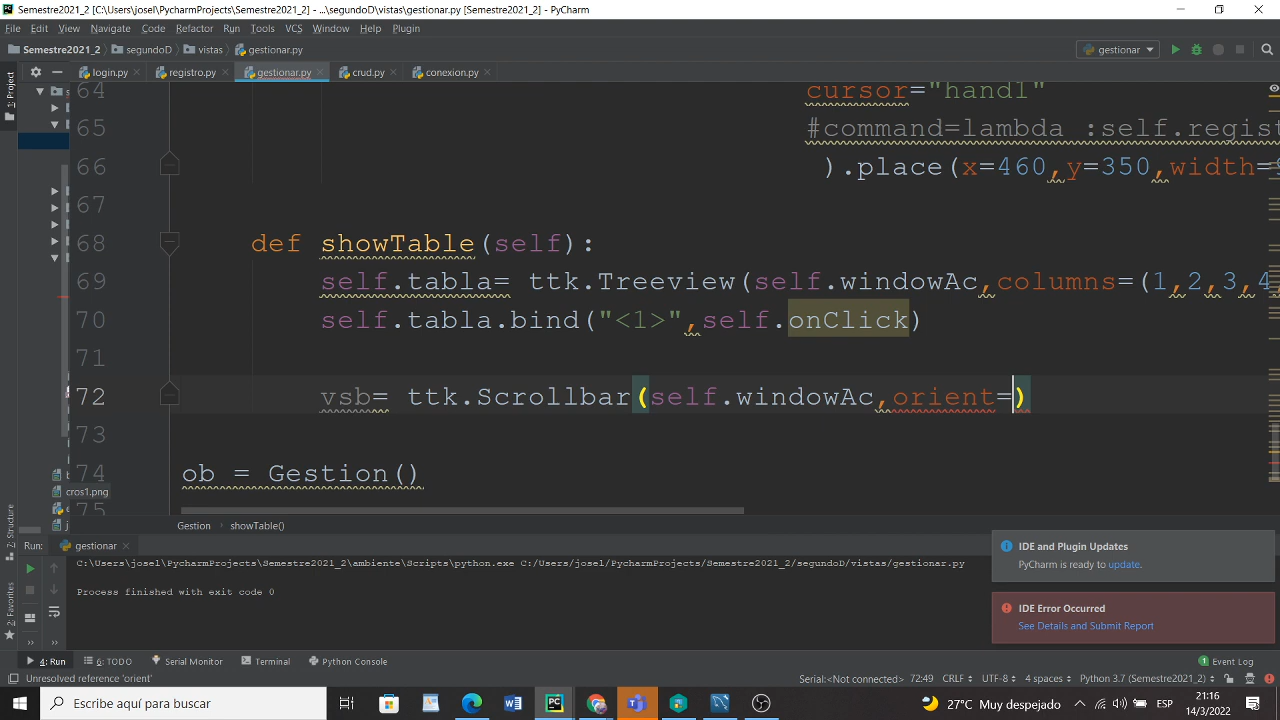 Semestre2021_2 [C:\Users\josel\PycharmProjects\Semestre2021_2] - ...\segundoD\vistas\gestionar.py [Semestre2021_2] - PyCharm
File Edit View Navigate Code Refactor Run Tools VCS Window Help Plugin
Semestre2021_2 segundoD vistas gestionar.py gestionar
login.py registro.py gestionar.py crud.py conexion.py
1: Project
64 cursor="hand1"
65 #command=lambda :self.regist
66 ).place(x=460,y=350,width=
67
68 def showTable(self):
69 self.tabla= ttk.Treeview(self.windowAc,columns=(1,2,3,4,
70 self.tabla.bind("<1>",self.onClick)
71
72 vsb= ttk.Scrollbar(self.windowAc,orient=)
73
74 ob = Gestion()
75
cros1.png
Gestion showTable()
Z: Structure
2: Favorites
Run: gestionar
C:\Users\josel\PycharmProjects\Semestre2021_2\ambiente\Scripts\python.exe C:/Users/josel/PycharmProjects/Semestre2021_2/segundoD/vistas/gestionar.py
Process finished with exit code 0
IDE and Plugin Updates
PyCharm is ready to update.
IDE Error Occurred
See Details and Submit Report
4: Run 6: TODO Serial Monitor Terminal Python Console 1 Event Log
Unresolved reference 'orient' Serial:<Not connected> 72:49 CRLF UTF-8 4 spaces Python 3.7 (Semestre2021_2)
Escribe aquí para buscar 27°C Muy despejado ESP 21:16
14/3/2022